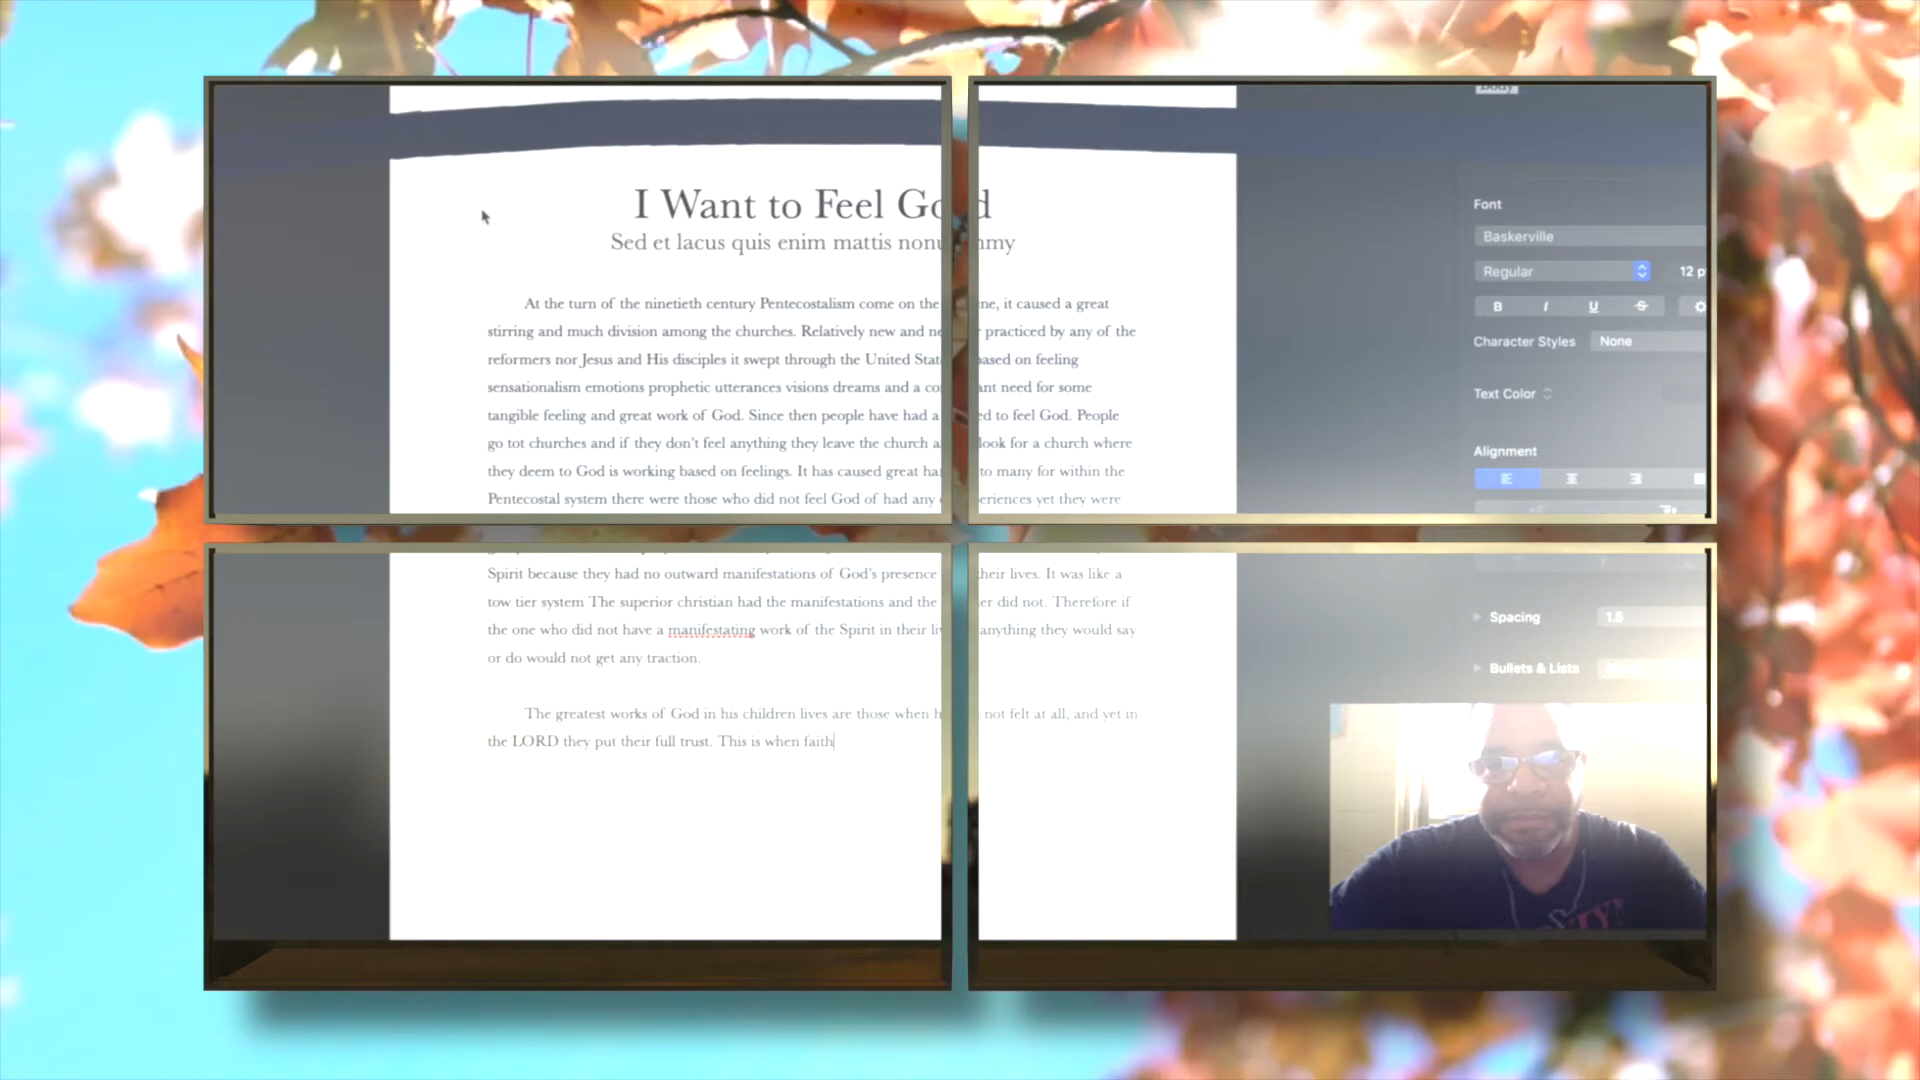 I Want to Feel God
Sed et lacus quis enim mattis nonummy
At the turn of the ninetieth century Pentecostalism come on the ne, it caused a great
stirring and much division among the churches. Relatively new and practiced by any of the
reformers nor Jesus and His disciples it swept through the United based on feeling
sensationalism emotions prophetic utterances visions dreams and a need for some
tangible feeling and great work of God. Since then people have had a to feel God. People
go tot churches and if they don't feel anything they leave the church look for a church where
they deem to God is working based on feelings. It has caused great to many for within the
Pentecostal system there were those who did not feel God of had any yet they were
Spirit because they had no outward manifestations of God's presence their lives. It was like a
tow tier system The superior christian had the manifestations and the did not. Therefore if
the one who did not have a manifestating work of the Spirit in their anything they would say
or do would not get any traction.
The greatest works of God in his children lives are those when not felt at all, and yet in
the LORD they put their full trust. This is when faith
Font
Baskerville
Regular 12 p
B I U S
Character Styles None
Text Color
Alignment
Spacing 1.5
Bullets & Lists